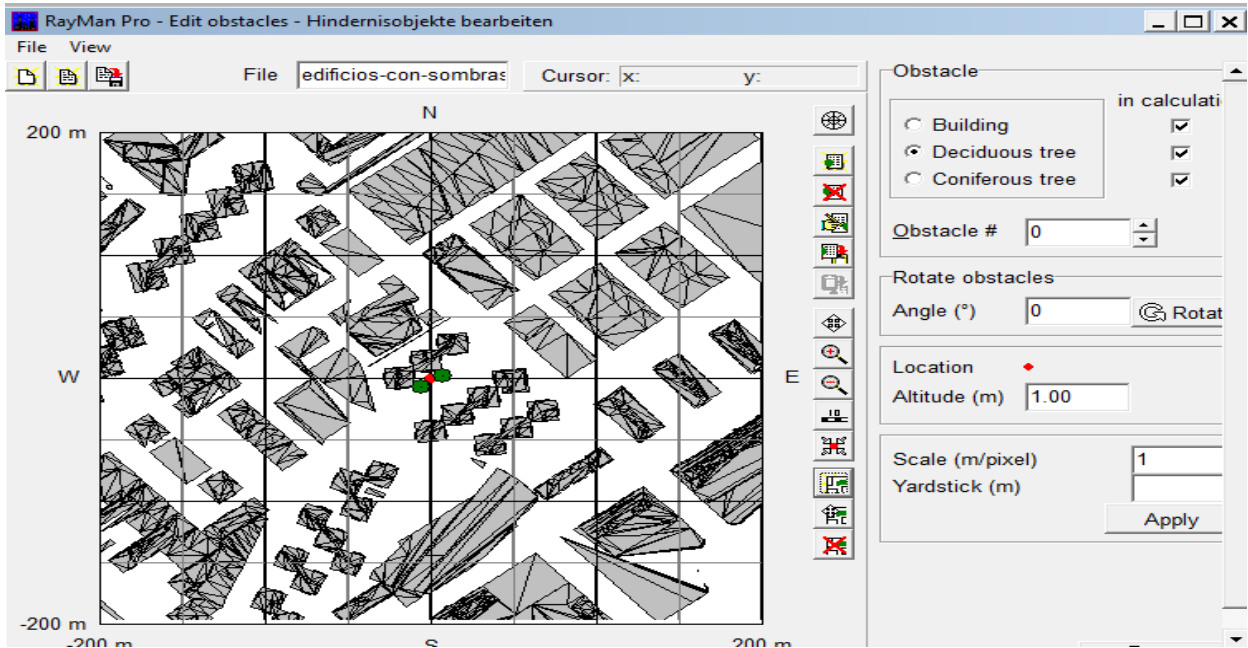 RayMan Pro - Edit obstacles - Hindernisobjekte bearbeiten
File View
File edificios-con-sombras Cursor: x: y:
Obstacle
in calculati
Building
Deciduous tree
Coniferous tree
Obstacle # 0
Rotate obstacles
Angle (°) 0 Rotat
Location
Altitude (m) 1.00
Scale (m/pixel) 1
Yardstick (m)
Apply
N
200 m
W
E
-200 m
-200 m S 200 m
10